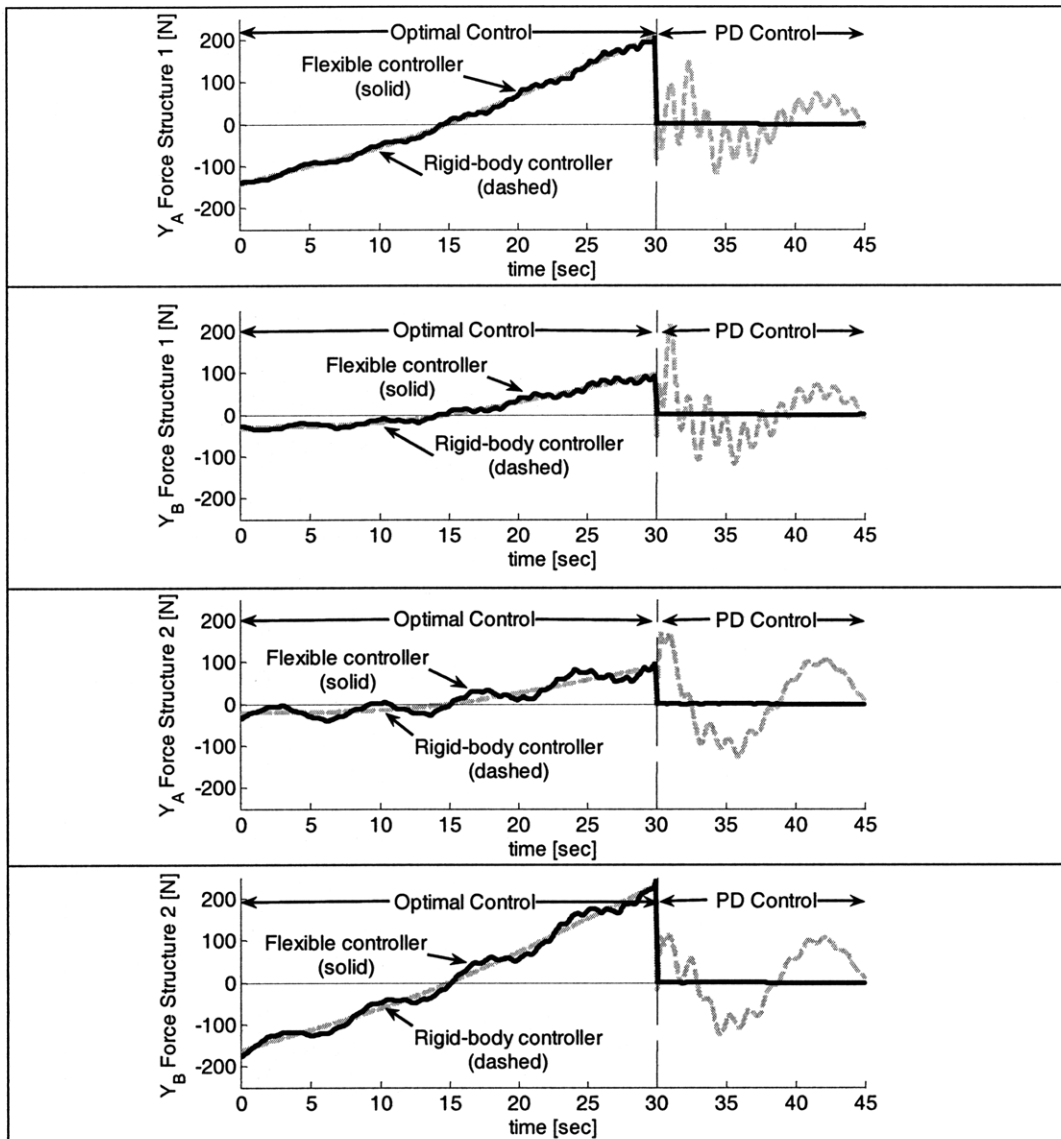 Optimal Control PD Control
Flexible controller
(solid)
Rigid-body controller
(dashed)
Y_A Force Structure 1 [N]
200
100
0
-100
-200
0 5 10 15 20 25 30 35 40 45
time [sec]
Optimal Control PD Control
Flexible controller
(solid)
Rigid-body controller
(dashed)
Y_B Force Structure 1 [N]
200
100
0
-100
-200
0 5 10 15 20 25 30 35 40 45
time [sec]
Optimal Control PD Control
Flexible controller
(solid)
Rigid-body controller
(dashed)
Y_A Force Structure 2 [N]
200
100
0
-100
-200
0 5 10 15 20 25 30 35 40 45
time [sec]
Optimal Control PD Control
Flexible controller
(solid)
Rigid-body controller
(dashed)
Y_B Force Structure 2 [N]
200
100
0
-100
-200
0 5 10 15 20 25 30 35 40 45
time [sec]